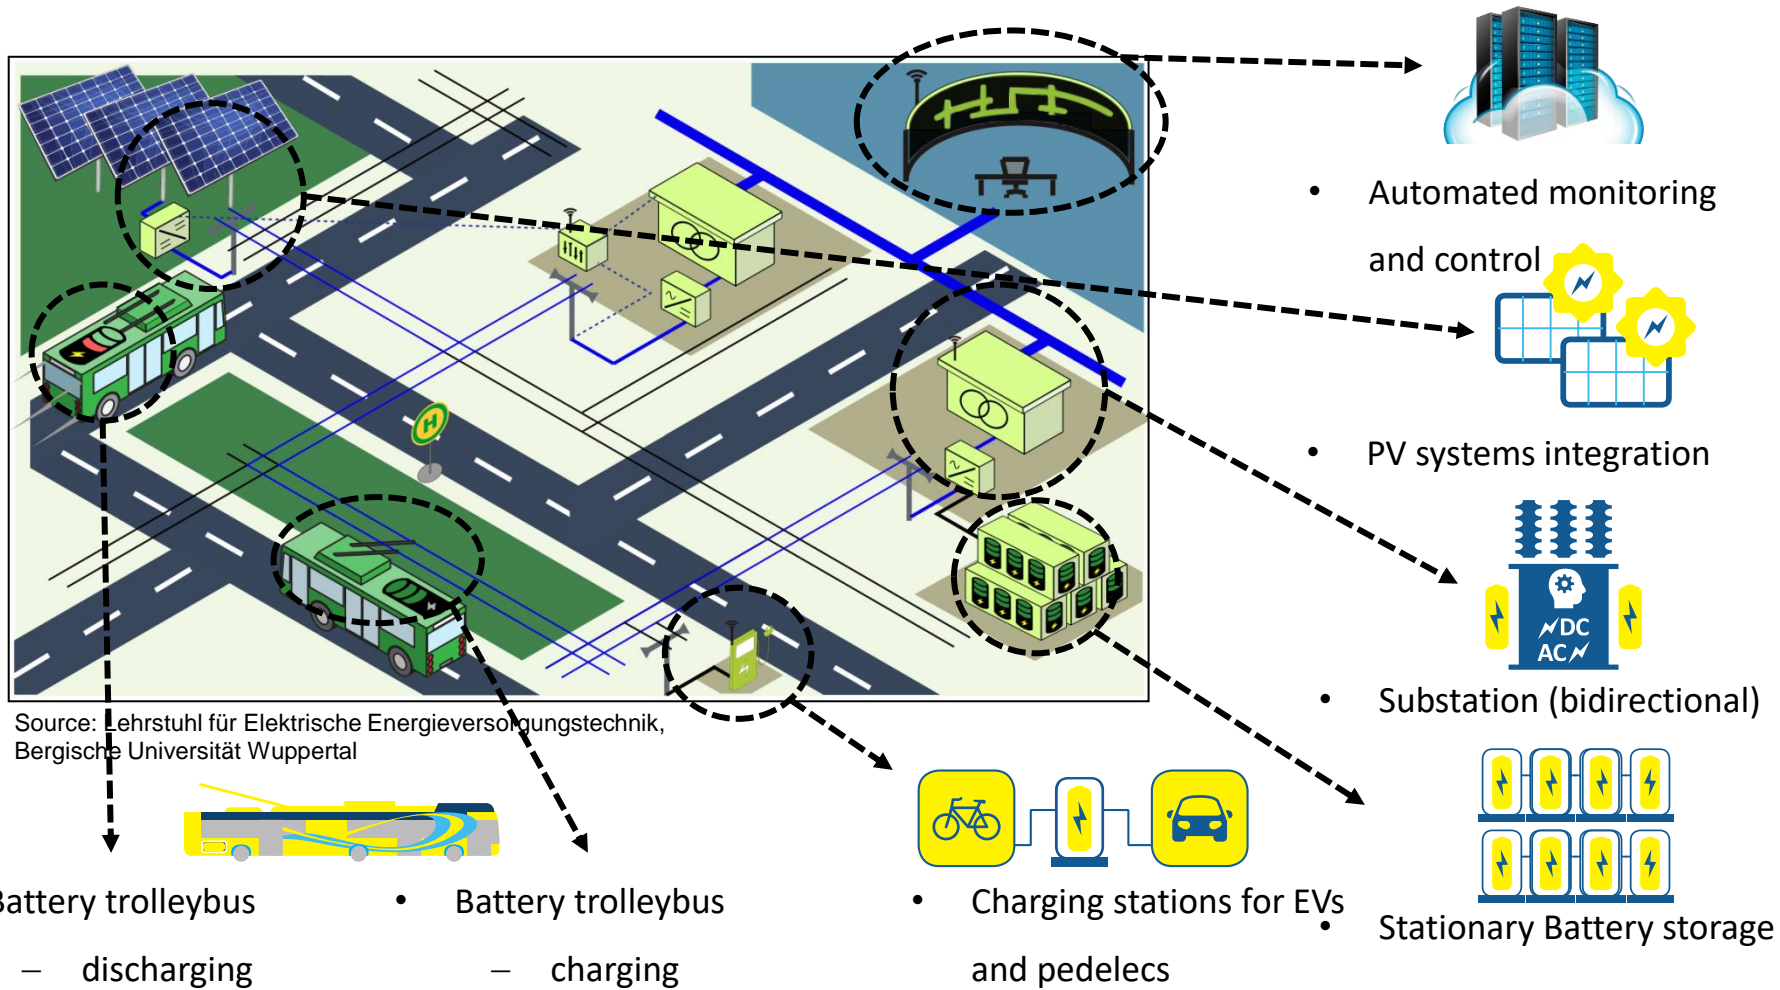 H
• Automated monitoring
and control
• PV systems integration
DC
AC
• Substation (bidirectional)
Source: Lehrstuhl für Elektrische Energieversorgungstechnik,
Bergische Universität Wuppertal
Battery trolleybus
– discharging
• Battery trolleybus
– charging
• Charging stations for EVs
and pedelecs
• Stationary Battery storage